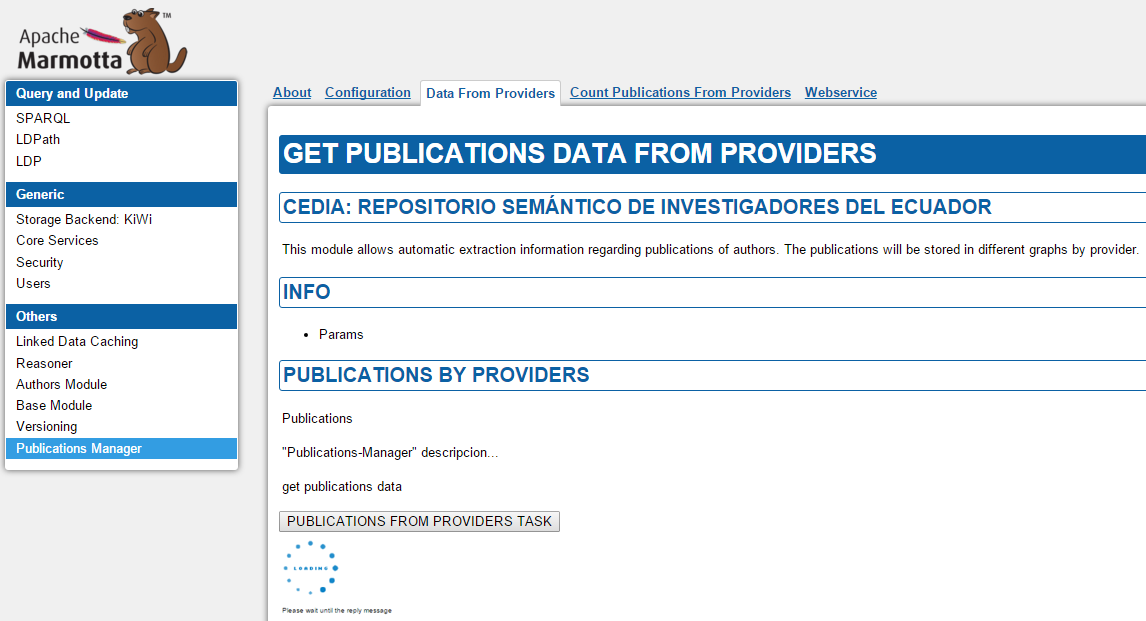 Apache
Marmotta
TM
Query and Update
SPARQL
LDPath
LDP
Generic
Storage Backend: KiWi
Core Services
Security
Users
Others
Linked Data Caching
Reasoner
Authors Module
Base Module
Versioning
Publications Manager
About Configuration Data From Providers Count Publications From Providers Webservice
GET PUBLICATIONS DATA FROM PROVIDERS
CEDIA: REPOSITORIO SEMÁNTICO DE INVESTIGADORES DEL ECUADOR
This module allows automatic extraction information regarding publications of authors. The publications will be stored in different graphs by provider.
INFO
• Params
PUBLICATIONS BY PROVIDERS
Publications
"Publications-Manager" descripcion...
get publications data
PUBLICATIONS FROM PROVIDERS TASK
LOADING
Please wait until the reply message